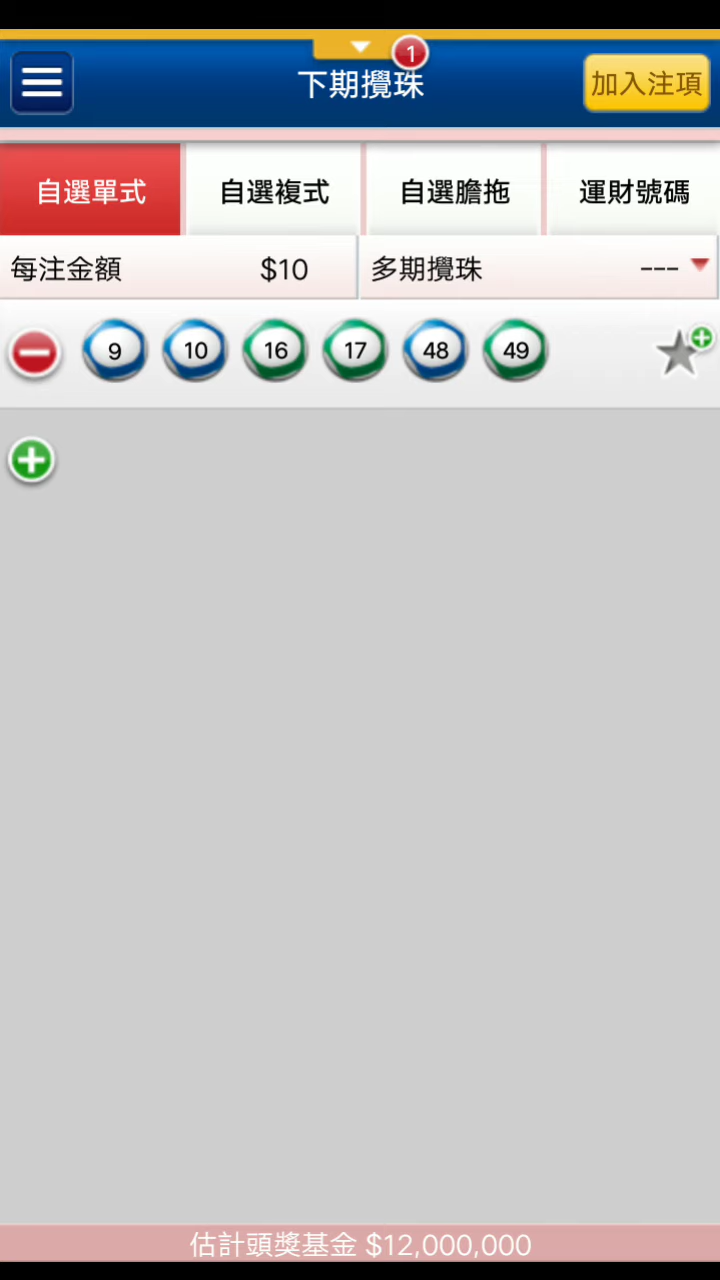 1
下期攪珠
加入注項
自選單式 自選複式 自選膽拖 運財號碼
每注金額 $10 多期攪珠 ---
9 10 16 17 48 49
估計頭獎基金 $12,000,000